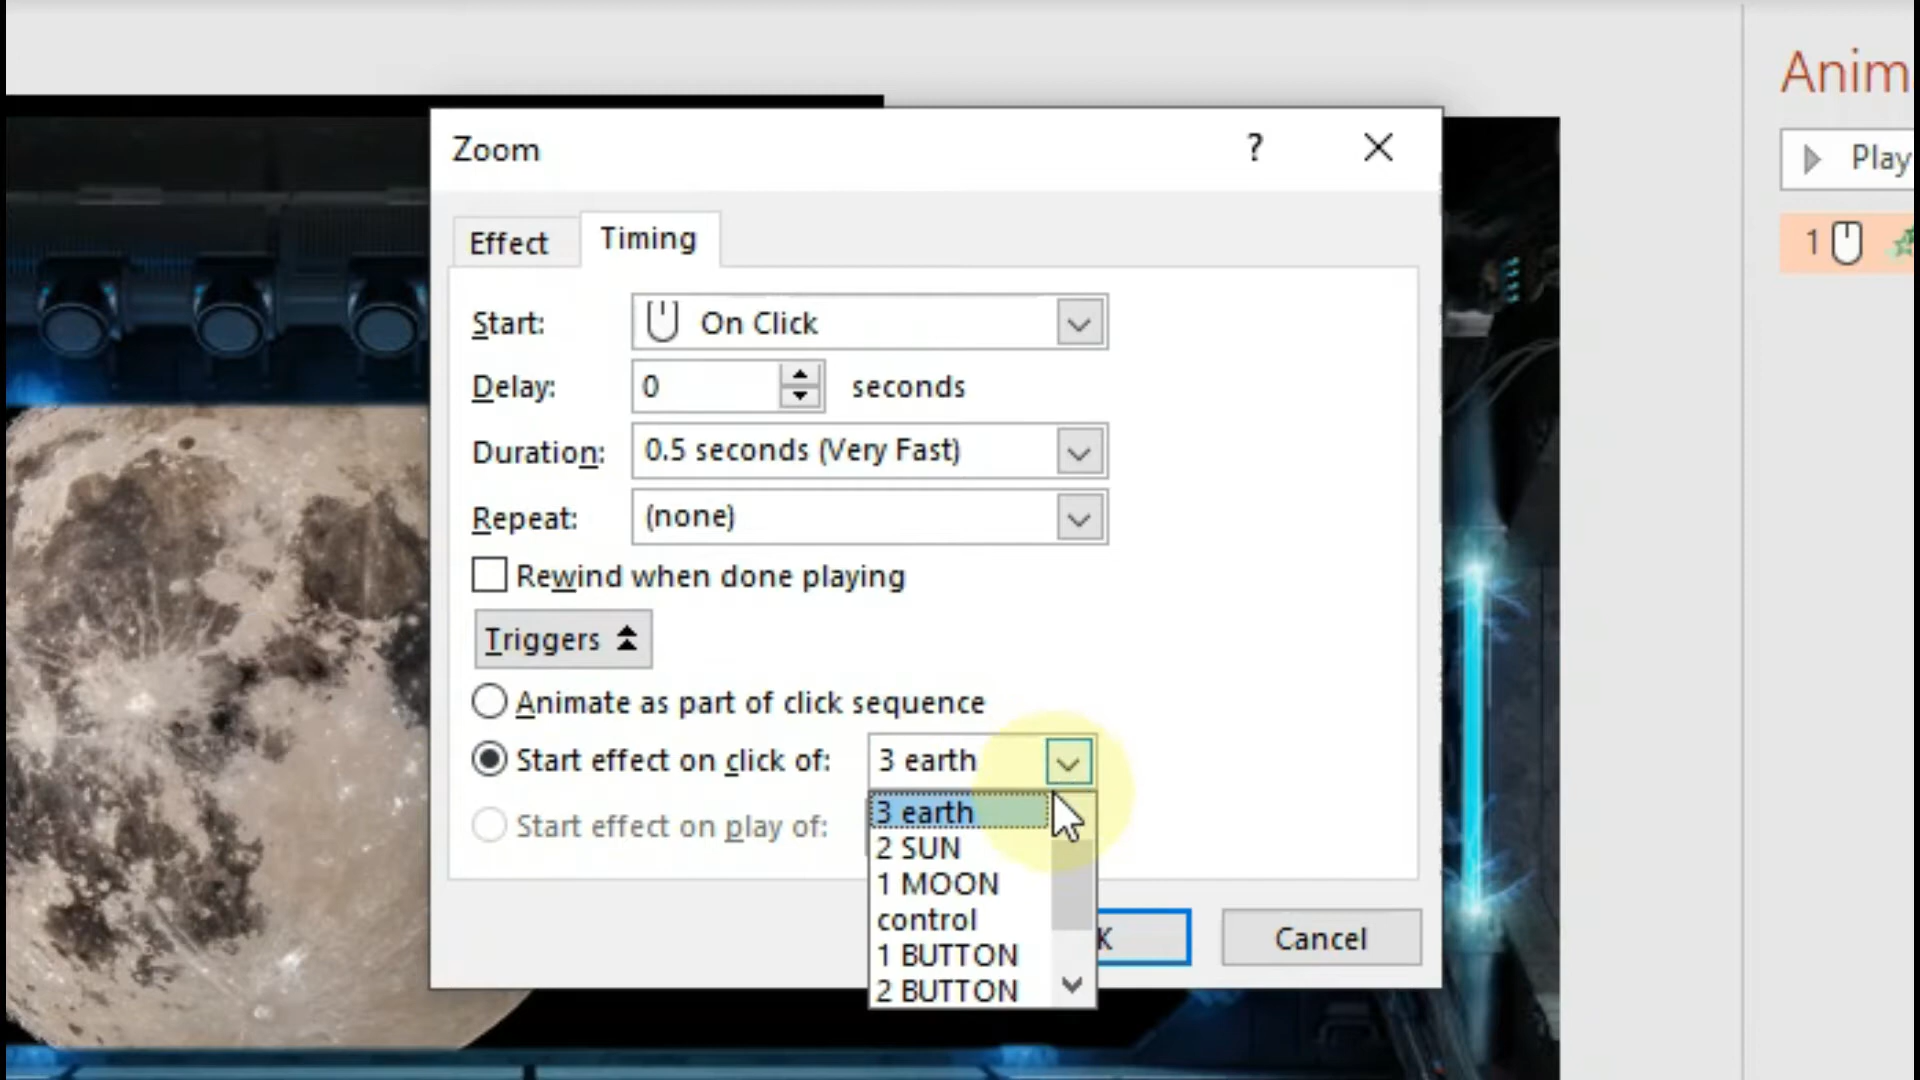 Anim
Zoom ?
Play
Effect Timing
1
Start: On Click
Delay: 0 seconds
Duration: 0.5 seconds (Very Fast)
Repeat: (none)
Rewind when done playing
Triggers
Animate as part of click sequence
Start effect on click of: 3 earth
Start effect on play of:
3 earth
2 SUN
1 MOON
control
1 BUTTON
2 BUTTON
K
Cancel